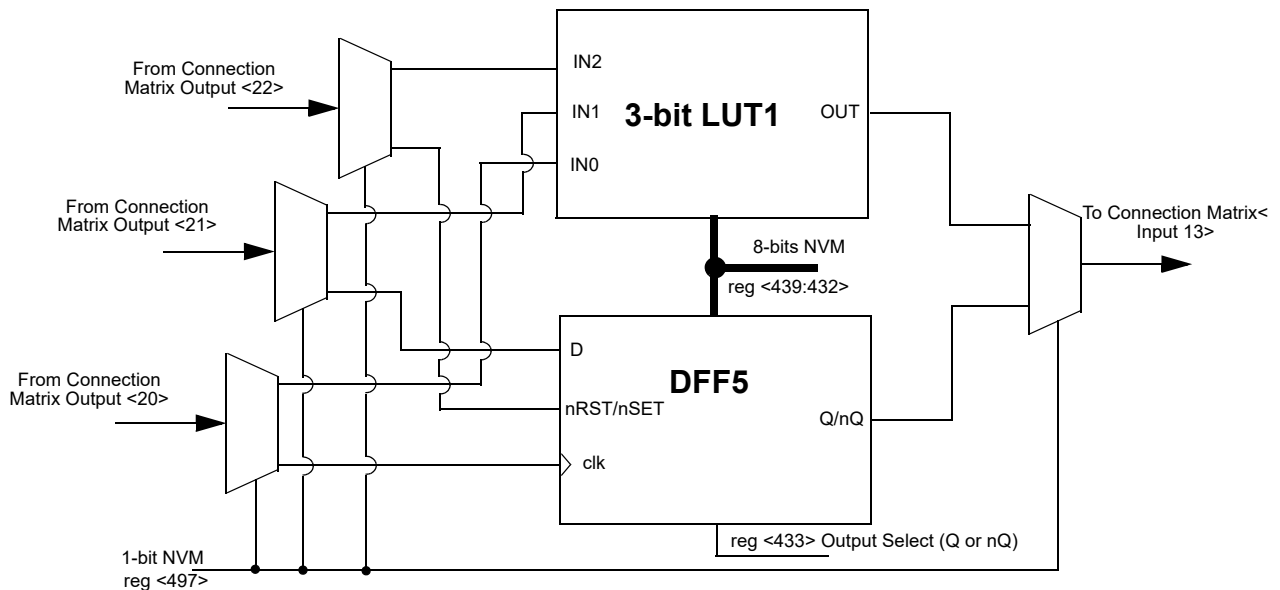 From Connection
Matrix Output <22>
IN2
IN1
IN0
3-bit LUT1
OUT
From Connection
Matrix Output <21>
To Connection Matrix<
Input 13>
8-bits NVM
reg <439:432>
From Connection
Matrix Output <20>
D
nRST/nSET
clk
DFF5
Q/nQ
reg <433> Output Select (Q or nQ)
1-bit NVM
reg <497>